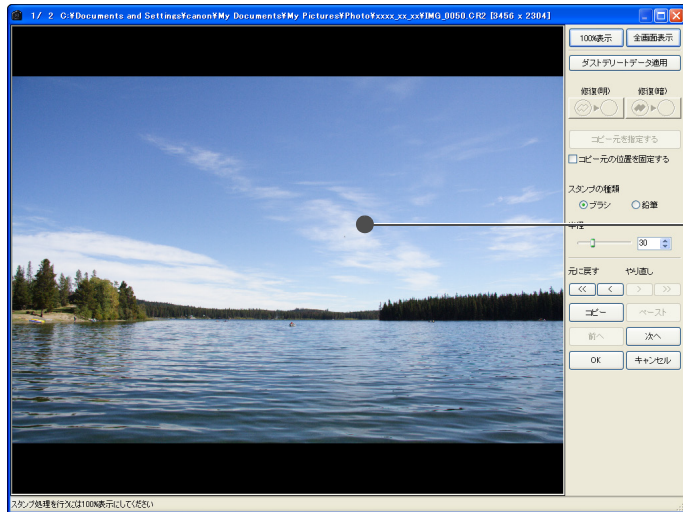 1/ 2 C:¥Documents and Settings¥canon¥My Documents¥My Pictures¥Photo¥xxxx_xx_xx¥IMG_0050.CR2 [3456 x 2304]
100%表示 全画面表示
ダストデリートデータ適用
修復(明) 修復(暗)
コピー元を指定する
コピー元の位置を固定する
スタンプの種類
ブラシ 鉛筆
半径
30
元に戻す やり直し
<< < > >>
コピー ペースト
前へ 次へ
OK キャンセル
スタンプ処理を行うには100%表示にしてください